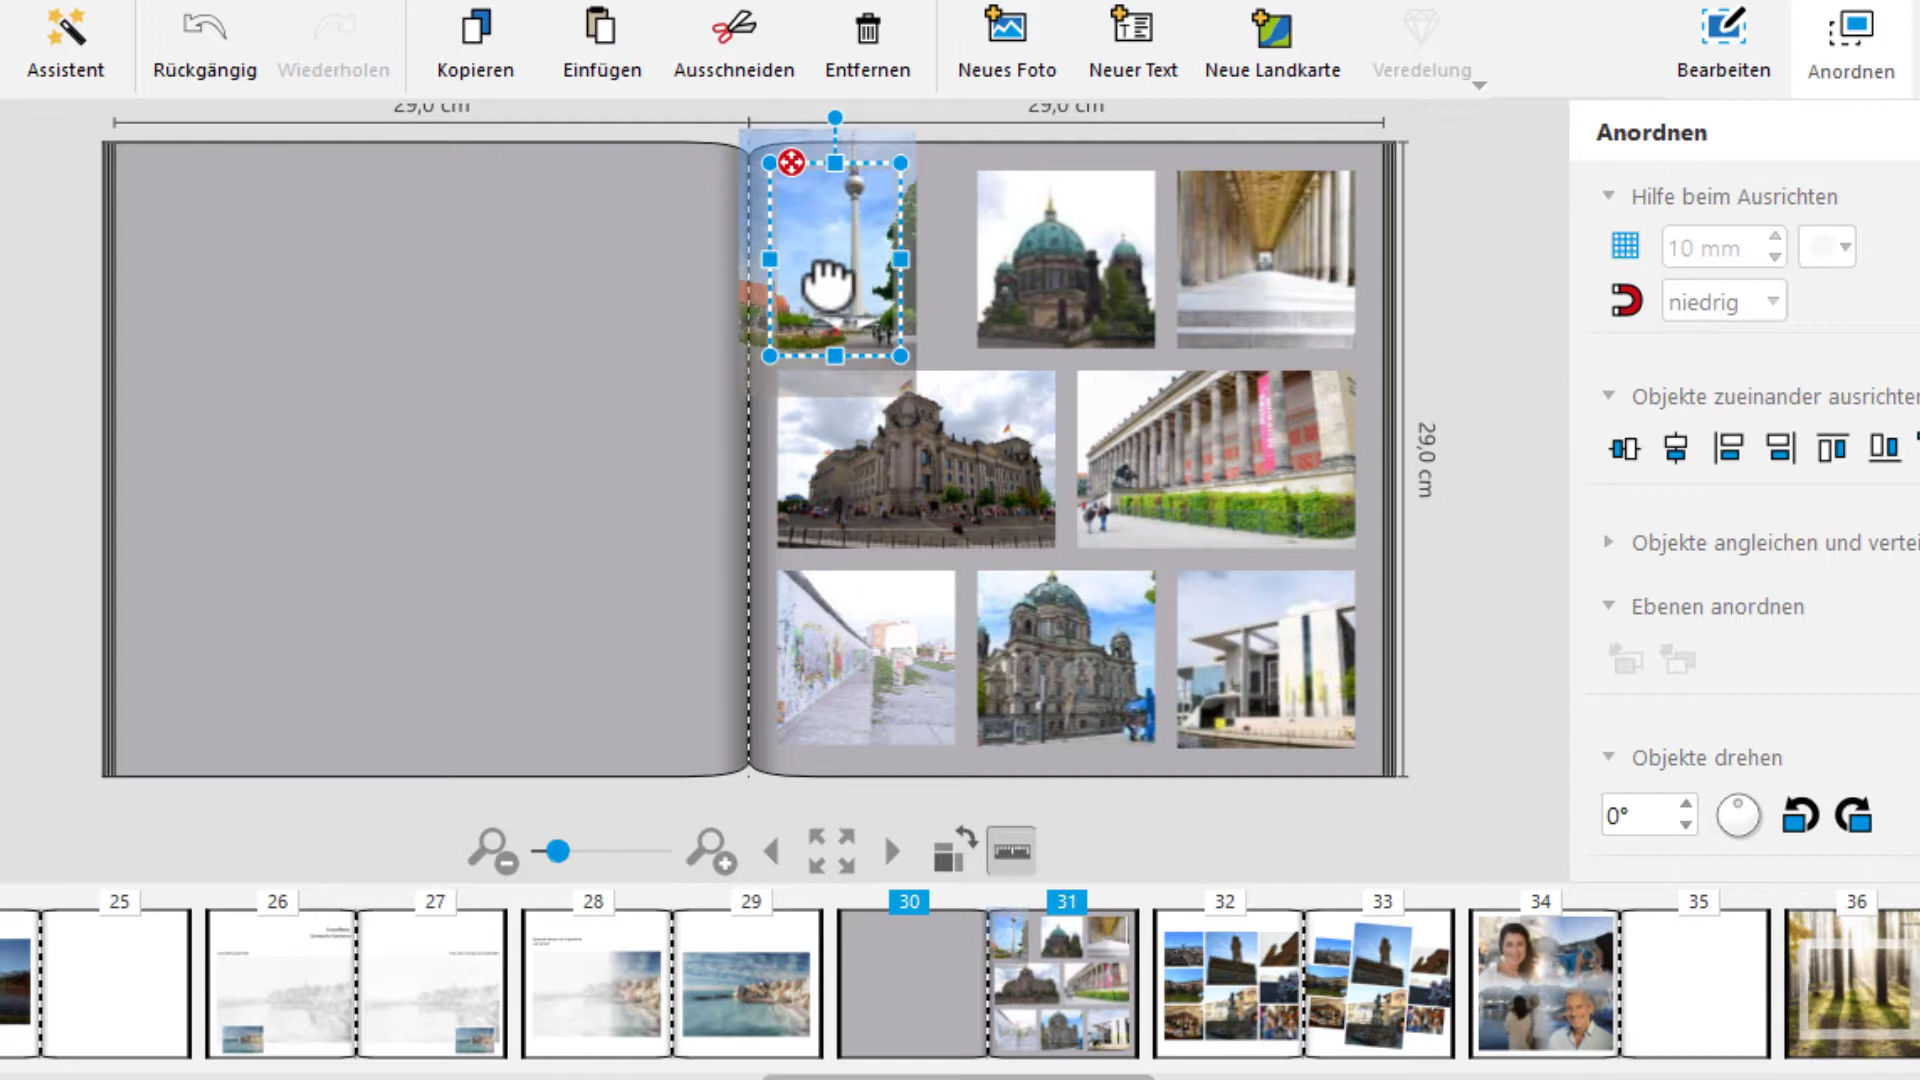 Assistent
Rückgängig
Wiederholen
Kopieren
Einfügen
Ausschneiden
Entfernen
Neues Foto
Neuer Text
Neue Landkarte
Veredelung
Bearbeiten
Anordnen
29,0 cm
29,0 cm
29,0 cm
Anordnen
Hilfe beim Ausrichten
10 mm
niedrig
Objekte zueinander ausrichten
Objekte angleichen und vertei
Ebenen anordnen
Objekte drehen
0°
25
26
27
28
29
30
31
32
33
34
35
36